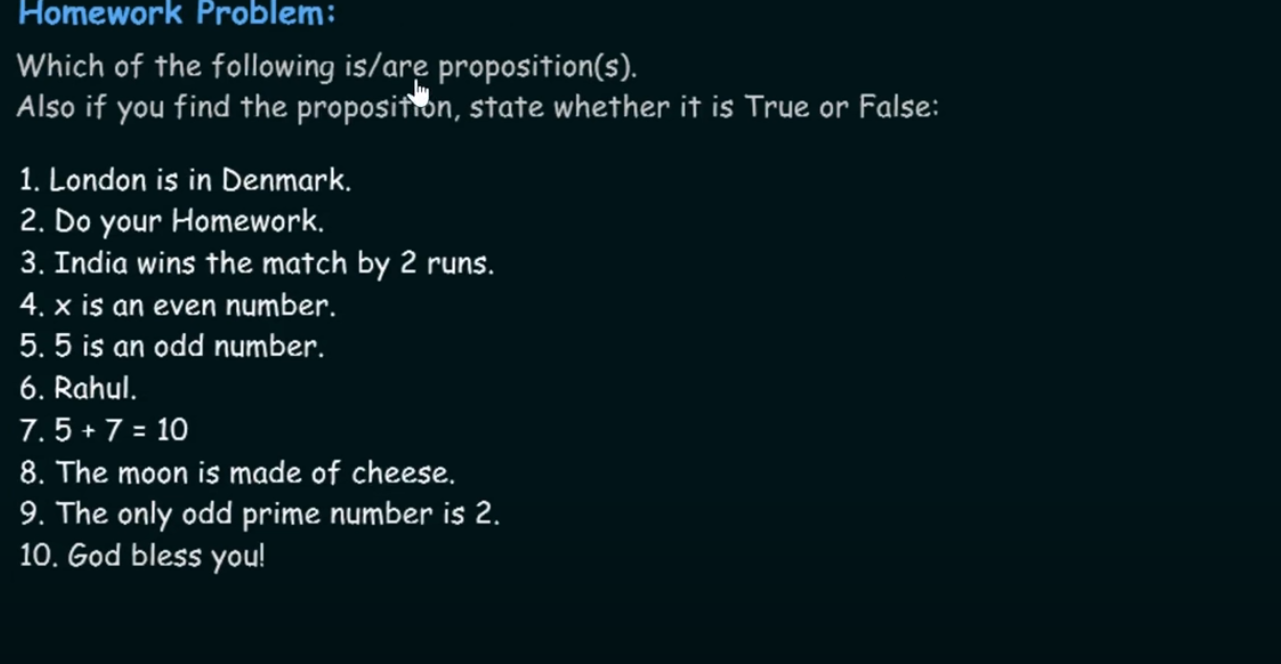 Homework Problem:
Which of the following is/are proposition(s).
Also if you find the proposition, state whether it is True or False:
1. London is in Denmark.
2. Do your Homework.
3. India wins the match by 2 runs.
4. x is an even number.
5. 5 is an odd number.
6. Rahul.
7. 5 + 7 = 10
8. The moon is made of cheese.
9. The only odd prime number is 2.
10. God bless you!